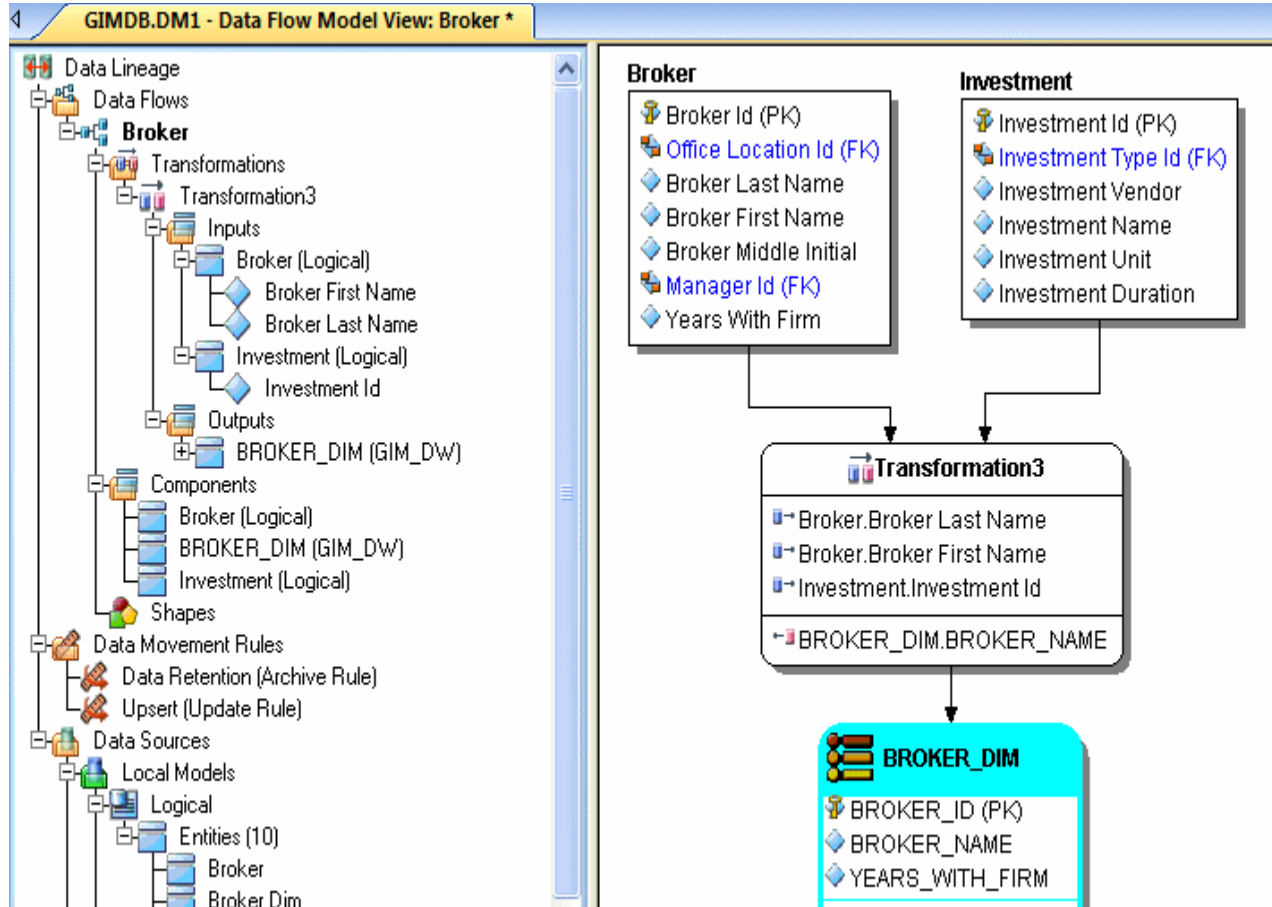 GIMDB.DM1 - Data Flow Model View: Broker *
Data Lineage
Data Flows
Broker
Transformations
Transformation3
Inputs
Broker (Logical)
Broker First Name
Broker Last Name
Investment (Logical)
Investment Id
Outputs
BROKER_DIM (GIM_DW)
Components
Broker (Logical)
BROKER_DIM (GIM_DW)
Investment (Logical)
Shapes
Data Movement Rules
Data Retention (Archive Rule)
Upsert (Update Rule)
Data Sources
Local Models
Logical
Entities (10)
Broker
Broker Dim
Broker
Broker Id (PK)
Office Location Id (FK)
Broker Last Name
Broker First Name
Broker Middle Initial
Manager Id (FK)
Years With Firm
Investment
Investment Id (PK)
Investment Type Id (FK)
Investment Vendor
Investment Name
Investment Unit
Investment Duration
Transformation3
Broker.Broker Last Name
Broker.Broker First Name
Investment.Investment Id
BROKER_DIM.BROKER_NAME
BROKER_DIM
BROKER_ID (PK)
BROKER_NAME
YEARS_WITH_FIRM